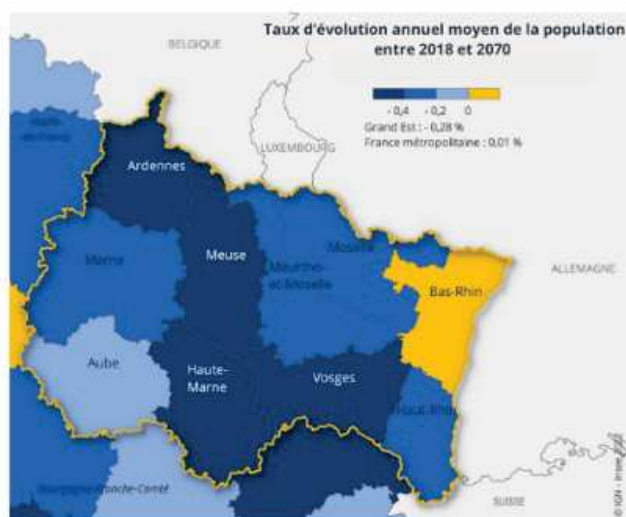 Taux d'évolution annuel moyen de la population
entre 2018 et 2070
- 0,4 - 0,2 0
Grand Est : - 0,28 %
France métropolitaine : 0,01 %
BELGIQUE
LUXEMBOURG
ALLEMAGNE
SUISSE
Ardennes
Meuse
Marne
Moselle
Meurthe-
et-Moselle
Bas-Rhin
Aube
Haute-
Marne
Vosges
Haut-Rhin
Bourgogne-Franche-Comté
© IGN - Insee